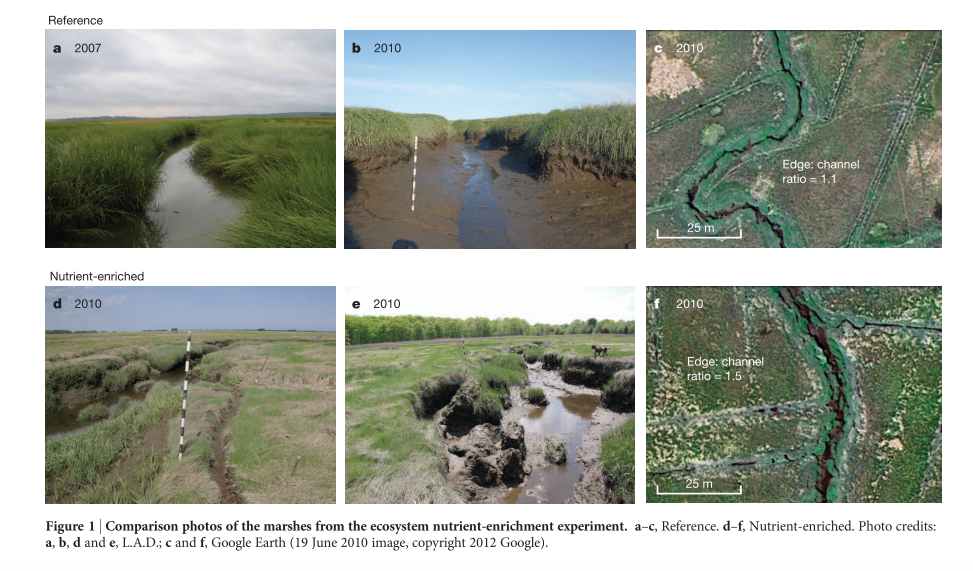 Reference
a 2007
b 2010
c 2010
Edge: channel
ratio = 1.1
25 m
Nutrient-enriched
d 2010
e 2010
f 2010
Edge: channel
ratio = 1.5
25 m
Figure 1 | Comparison photos of the marshes from the ecosystem nutrient-enrichment experiment. a–c, Reference. d–f, Nutrient-enriched. Photo credits:
a, b, d and e, L.A.D.; c and f, Google Earth (19 June 2010 image, copyright 2012 Google).